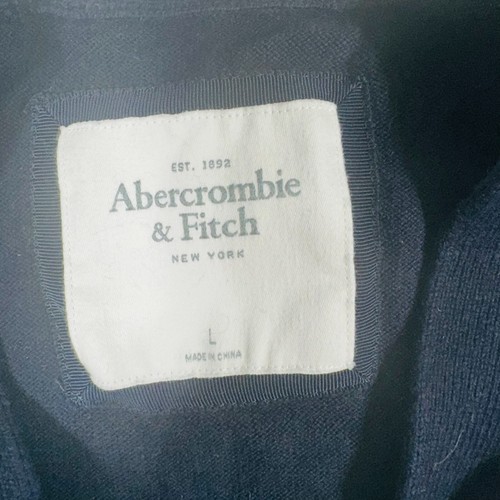 EST. 1892
Abercrombie
& Fitch
NEW YORK
L
MADE IN CHINA